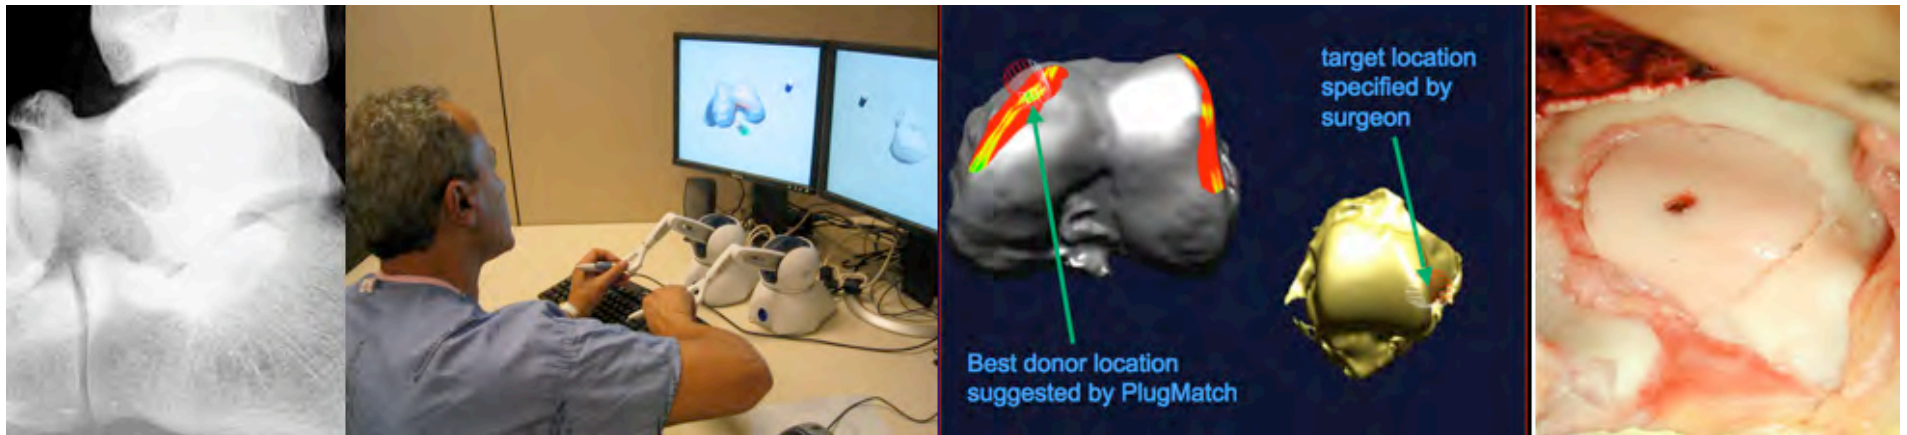 target location
specified by
surgeon
Best donor location
suggested by PlugMatch